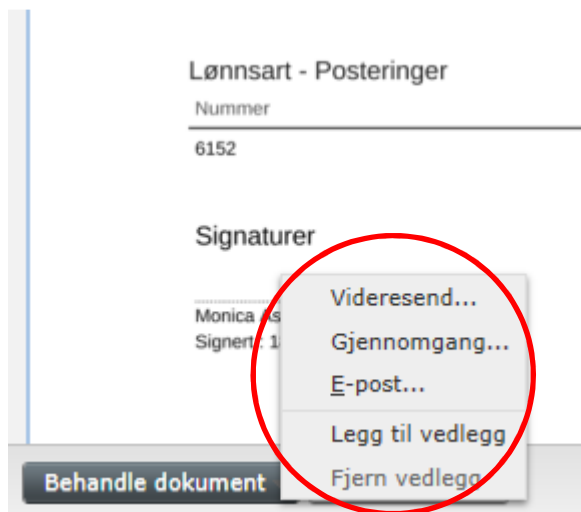 Lønnsart - Posteringer
Nummer
6152
Signaturer
Monica
Signert: 1
Videresend...
Gjennomgang...
E-post...
Legg til vedlegg
Fjern vedlegg
Behandle dokument